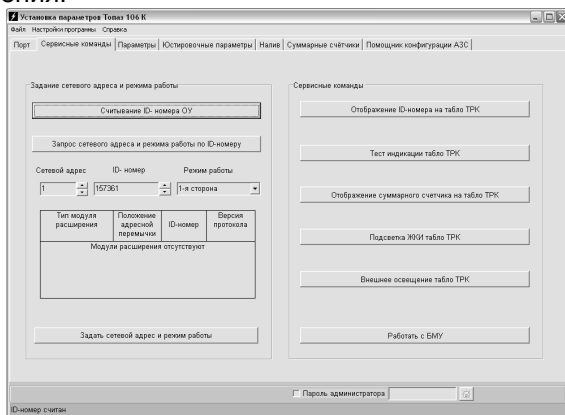 Установка параметров Топаз 106 К
Файл Настройки программы Справка
Порт Сервисные команды Параметры Юстировочные параметры Налив Суммарные счётчики Помощник конфигурации АЗС
Задание сетевого адреса и режима работы
Считывание ID- номера ОУ
Запрос сетевого адреса и режима работы по ID-номеру
Сетевой адрес ID- номер Режим работы
1 157361 1-я сторона
Тип модуля расширения Положение адресной перемычки ID-номер Версия протокола
Модули расширения отсутствуют
Задать сетевой адрес и режим работы
Сервисные команды
Отображение ID-номера на табло ТРК
Тест индикации табло ТРК
Отображение суммарного счетчика на табло ТРК
Подсветка ЖКИ табло ТРК
Внешнее освещение табло ТРК
Работать с БМУ
Пароль администратора
ID-номер считан